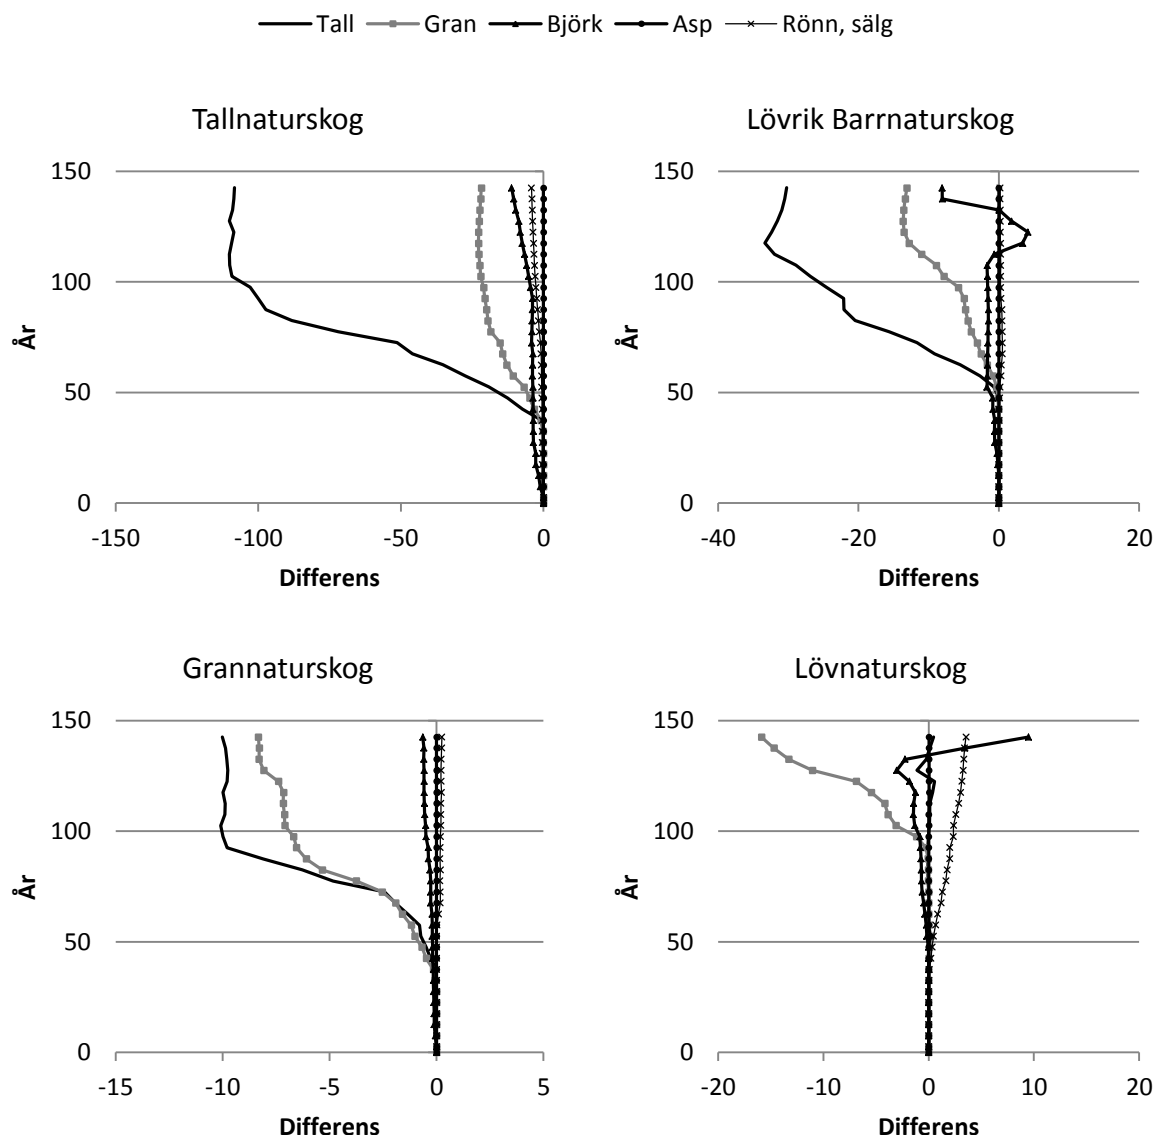 Tall Gran Björk Asp Rönn, sälg
Tallnaturskog
150
100
50
0
År
-150 -100 -50 0
Differens
Lövrik Barrnaturskog
150
100
50
0
År
-40 -20 0 20
Differens
Grannaturskog
150
100
50
0
År
-15 -10 -5 0 5
Differens
Lövnaturskog
150
100
50
0
År
-20 -10 0 10 20
Differens